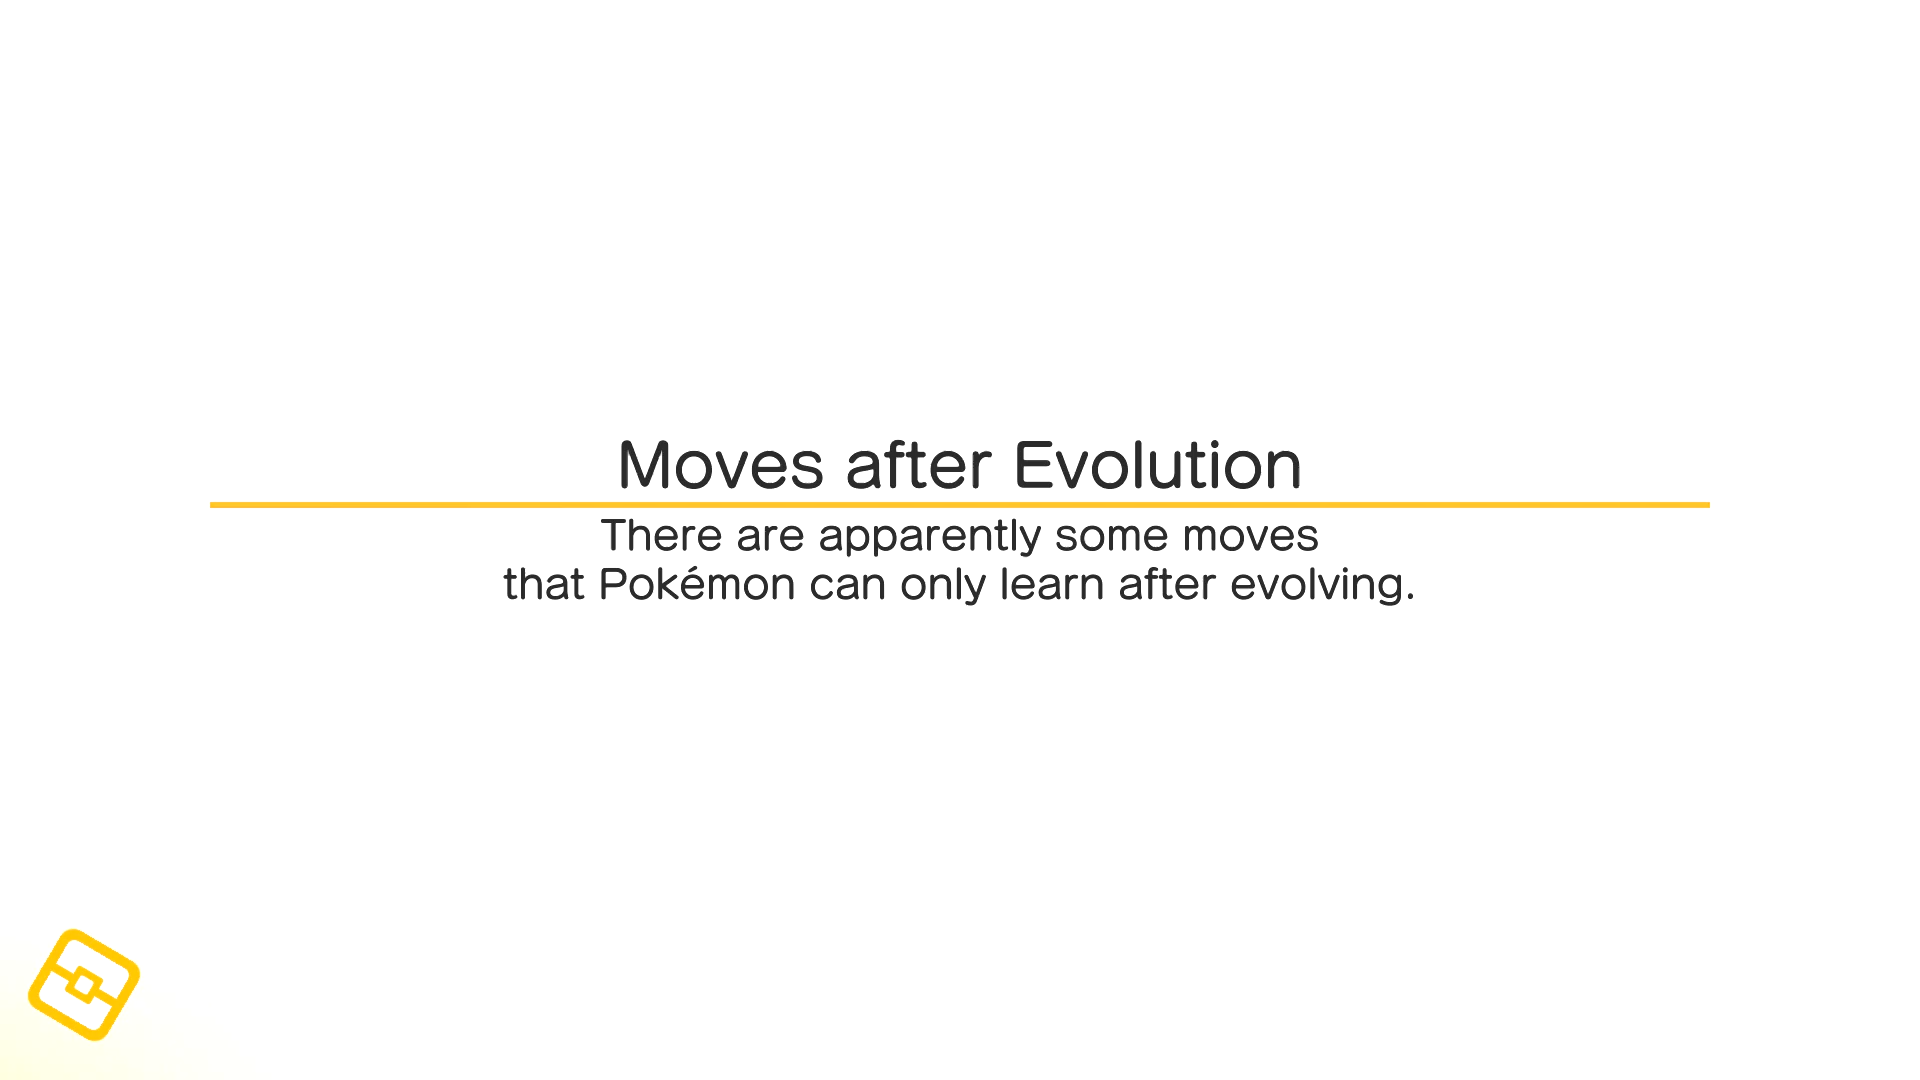 Moves after Evolution
There are apparently some moves
that Pokémon can only learn after evolving.